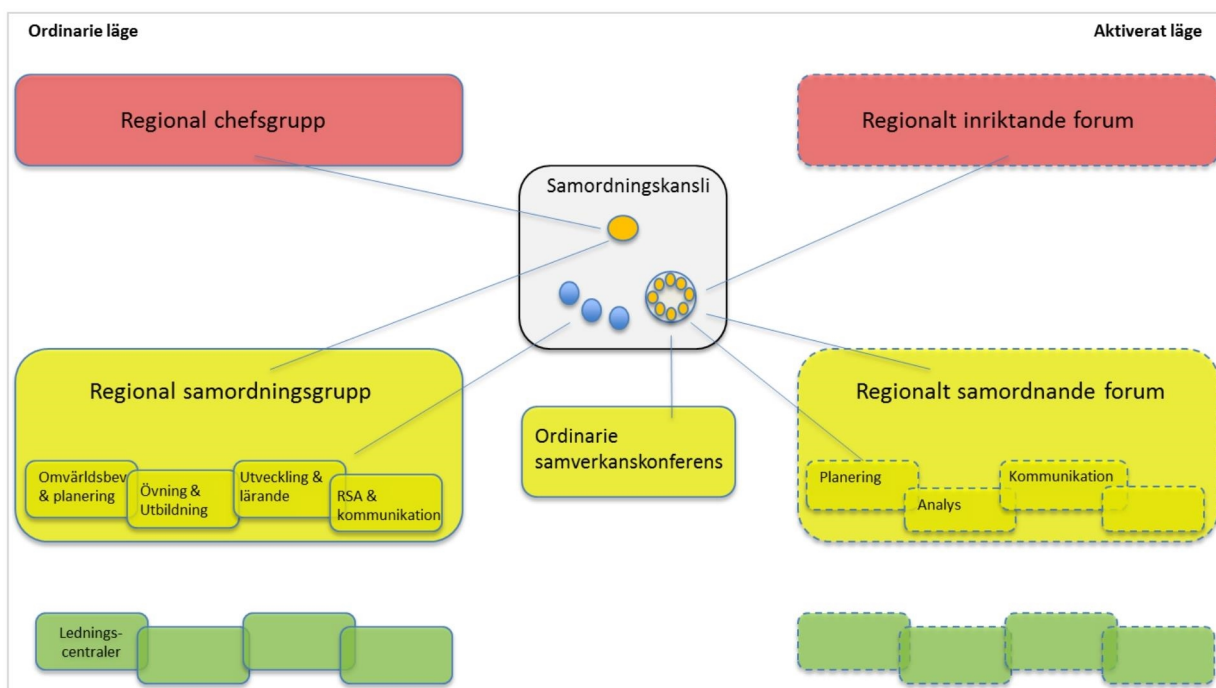 Ordinarie läge
Aktiverat läge
Regional chefsgrupp
Regionalt inriktande forum
Samordningskansli
Regional samordningsgrupp
Omvärldsbev
& planering
Övning &
Utbildning
Utveckling &
lärande
RSA &
kommunikation
Ordinarie
samverkanskonferens
Regionalt samordnande forum
Planering
Analys
Kommunikation
Lednings-
centraler